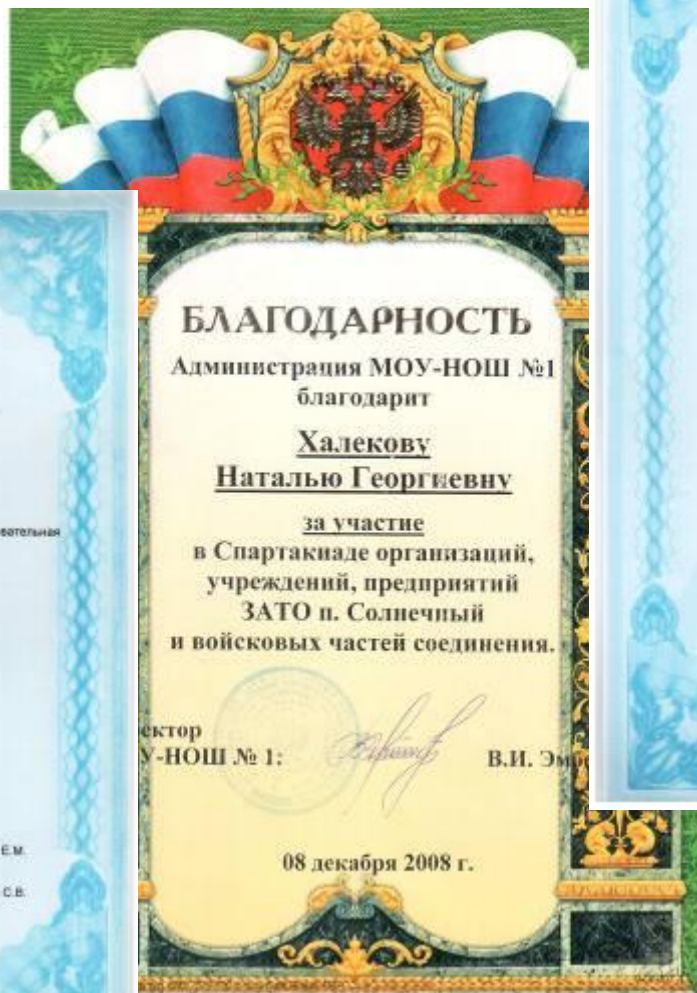 БЛАГОДАРНОСТЬ
Администрация МОУ-НОШ №1
благодарит
Халекову
Наталью Георгиевну
за участие
в Спартакиаде организаций,
учреждений, предприятий
ЗАТО п. Солнечный
и войсковых частей соединения.
ектор
У-НОШ № 1:
В.И.
08 декабря 2008 г.
овательная
Е.М.
С.В.